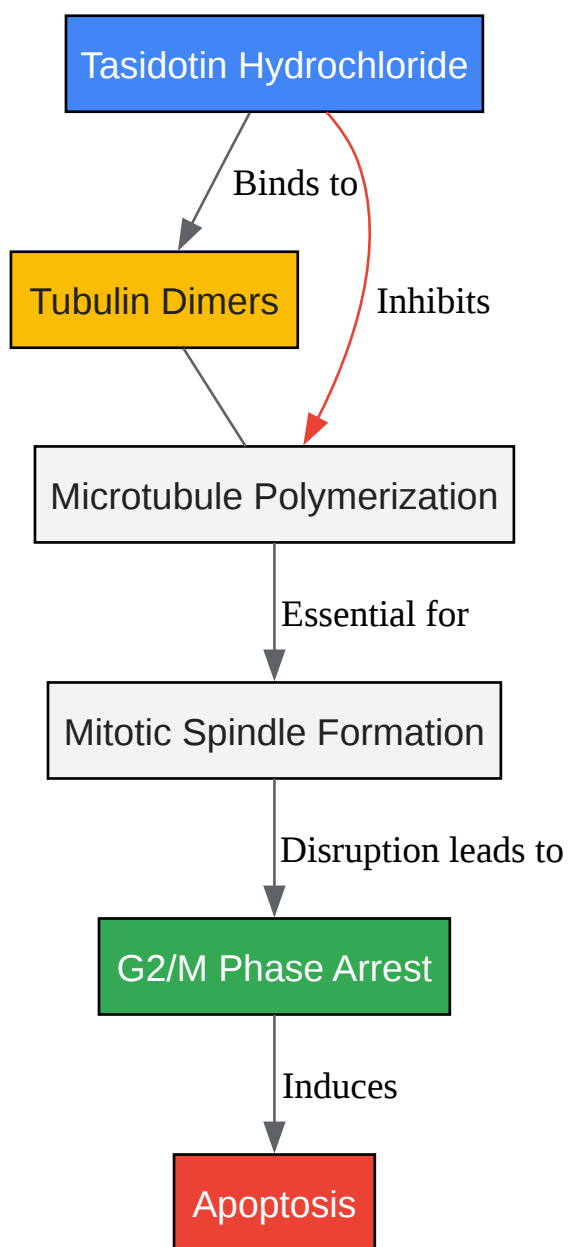 Tasidotin Hydrochloride
Binds to
Tubulin Dimers
Inhibits
Microtubule Polymerization
Essential for
Mitotic Spindle Formation
Disruption leads to
G2/M Phase Arrest
Induces
Apoptosis